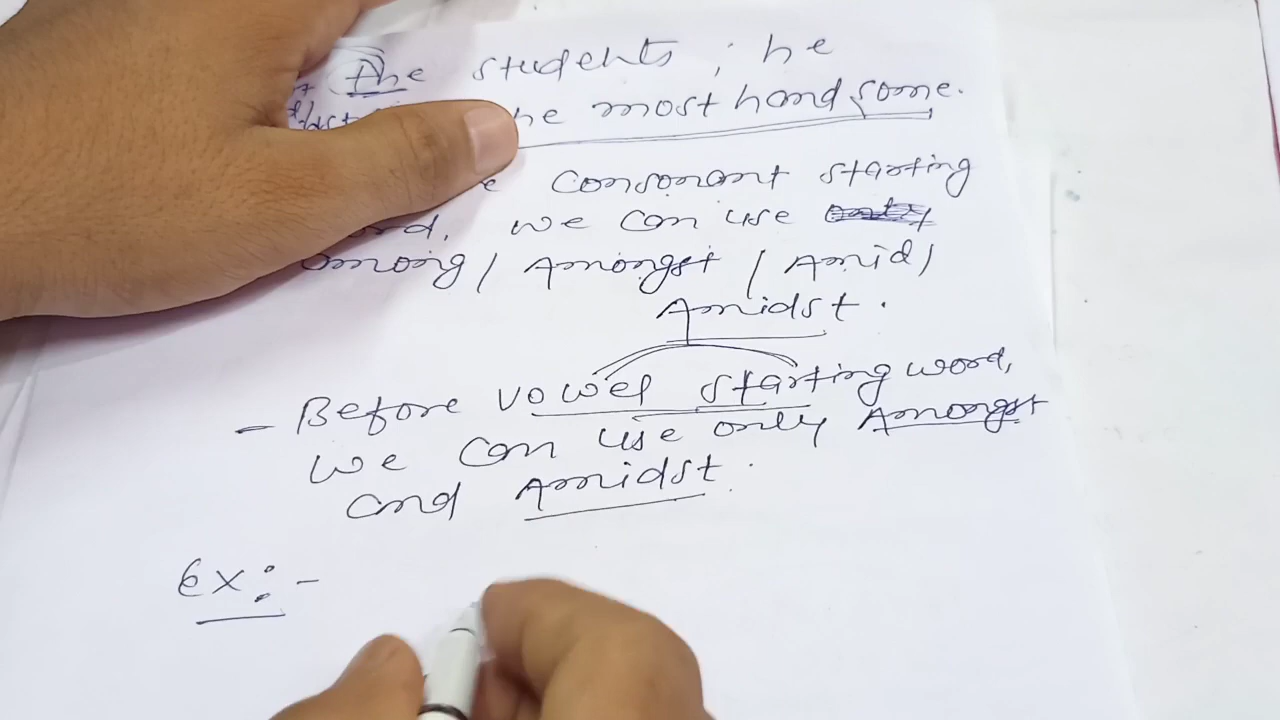 the students ; he
he most handsome.
consonant starting
we can use
Among / Amongst / Amid /
Amidst.
- Before vowel starting word,
we can use only Amongst
and Amidst.
Ex:-